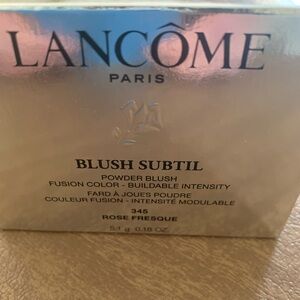 LANCÔME
PARIS
BLUSH SUBTIL
POWDER BLUSH
FUSION COLOR - BUILDABLE INTENSITY
FARD À JOUES POUDRE
COULEUR FUSION - INTENSITÉ MODULABLE
345
ROSE FRESQUE
5.1 g 0.18 OZ.